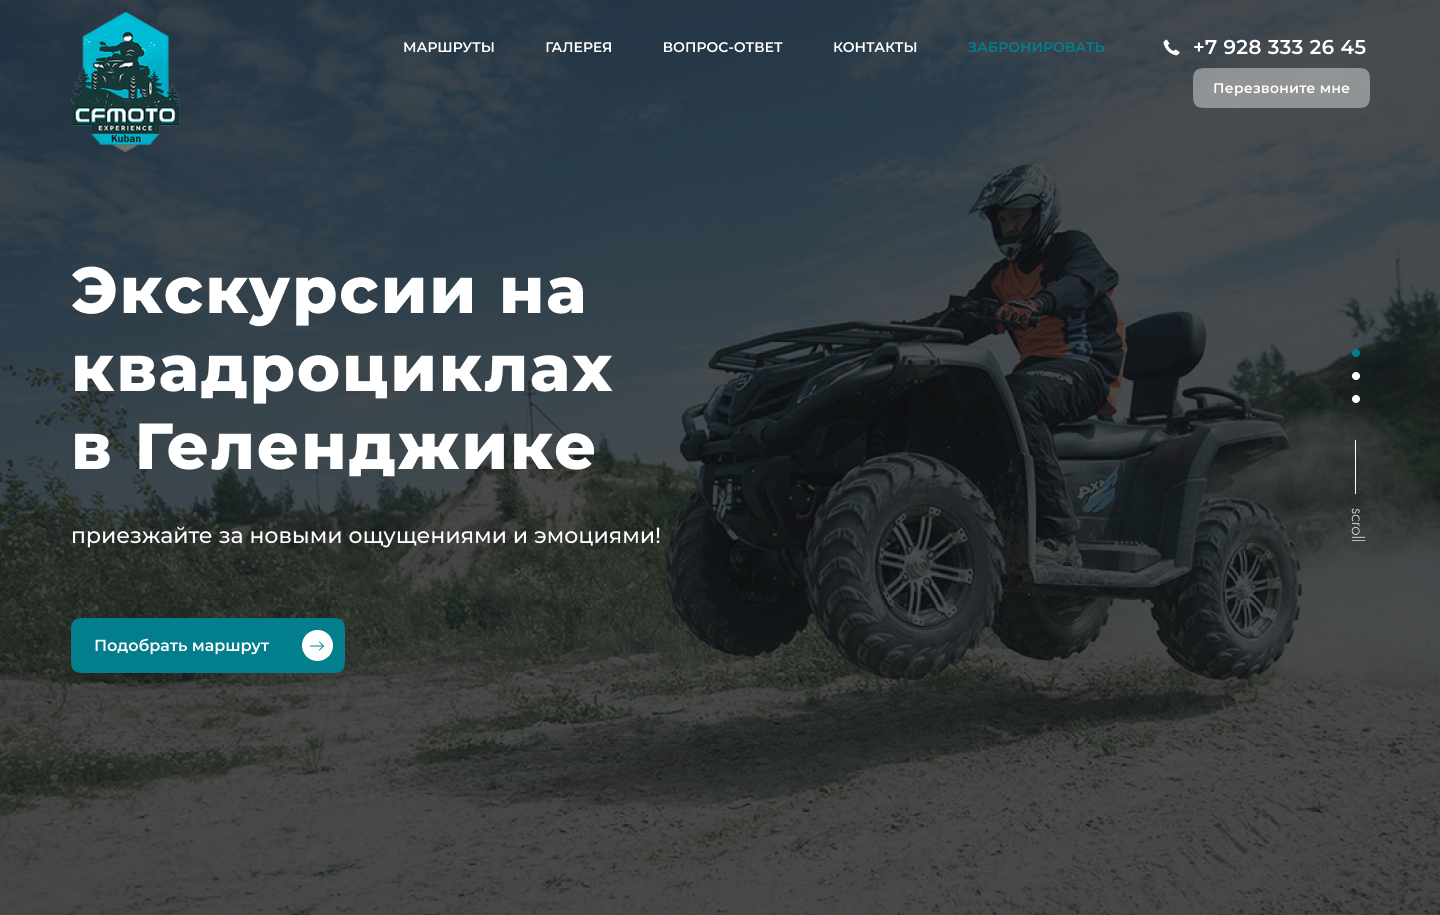 CFMOTO
EXPERIENCE
Kuban
МАРШРУТЫ
ГАЛЕРЕЯ
ВОПРОС-ОТВЕТ
КОНТАКТЫ
ЗАБРОНИРОВАТЬ
+7 928 333 26 45
Перезвоните мне
Экскурсии на
квадроциклах
в Геленджике
приезжайте за новыми ощущениями и эмоциями!
Подобрать маршрут
scroll